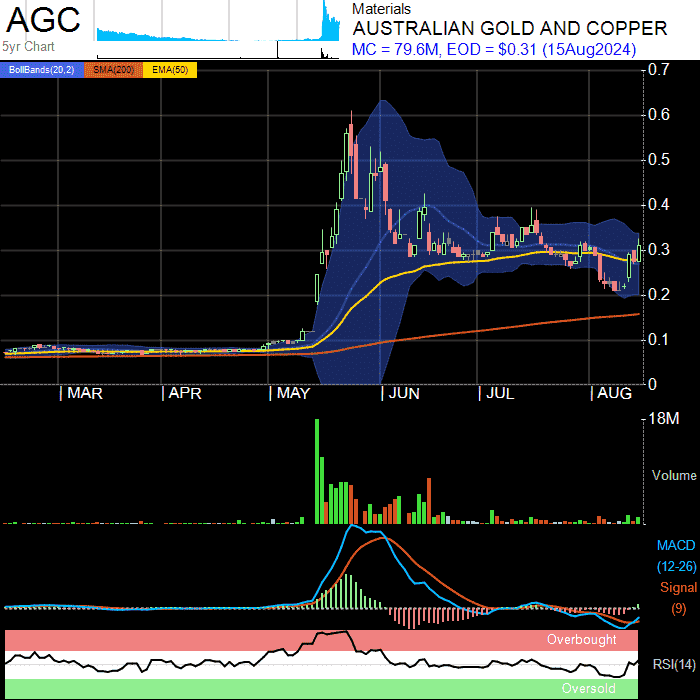 AGC
5yr Chart
Materials
AUSTRALIAN GOLD AND COPPER
MC = 79.6M, EOD = $0.31 (15Aug2024)
BollBands(20,2) SMA(200) EMA(50)
0.7
0.6
0.5
0.4
0.3
0.2
0.1
0
MAR APR MAY JUN JUL AUG
18M
Volume
MACD
(12-26)
Signal
(9)
Overbought
RSI(14)
Oversold